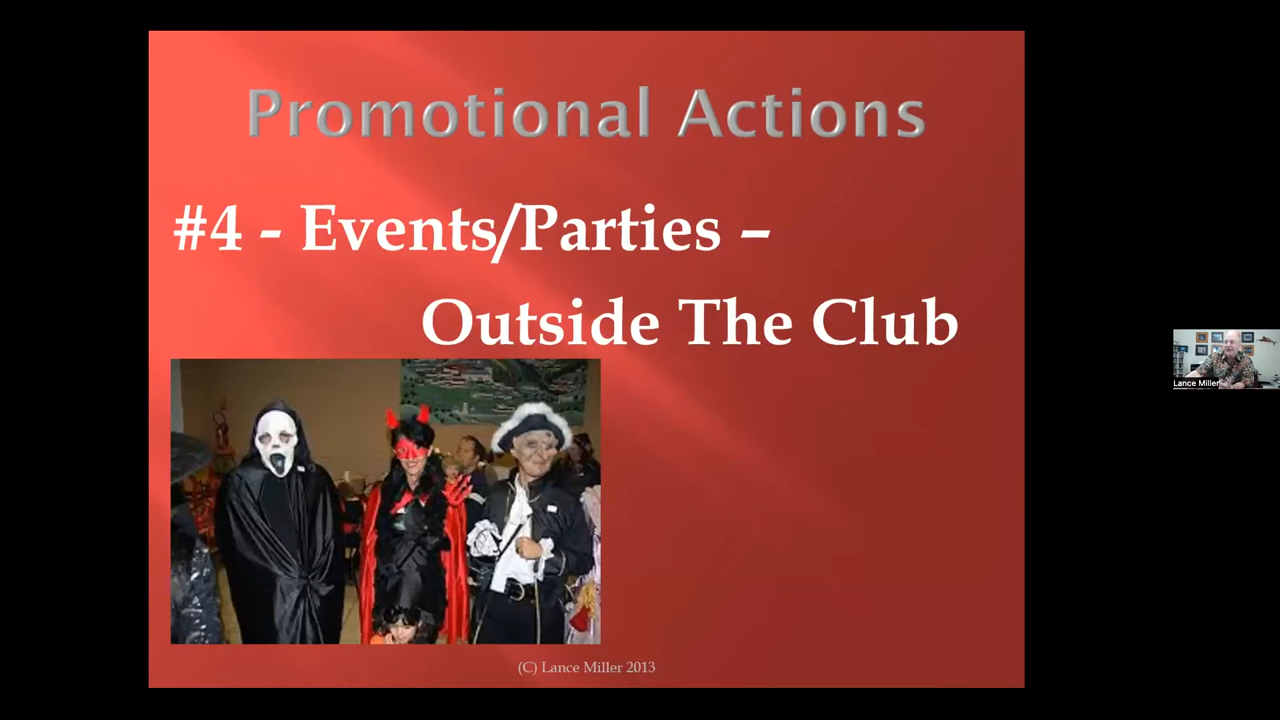 Promotional Actions
#4 - Events/Parties –
Outside The Club
(C) Lance Miller 2013
Lance Miller